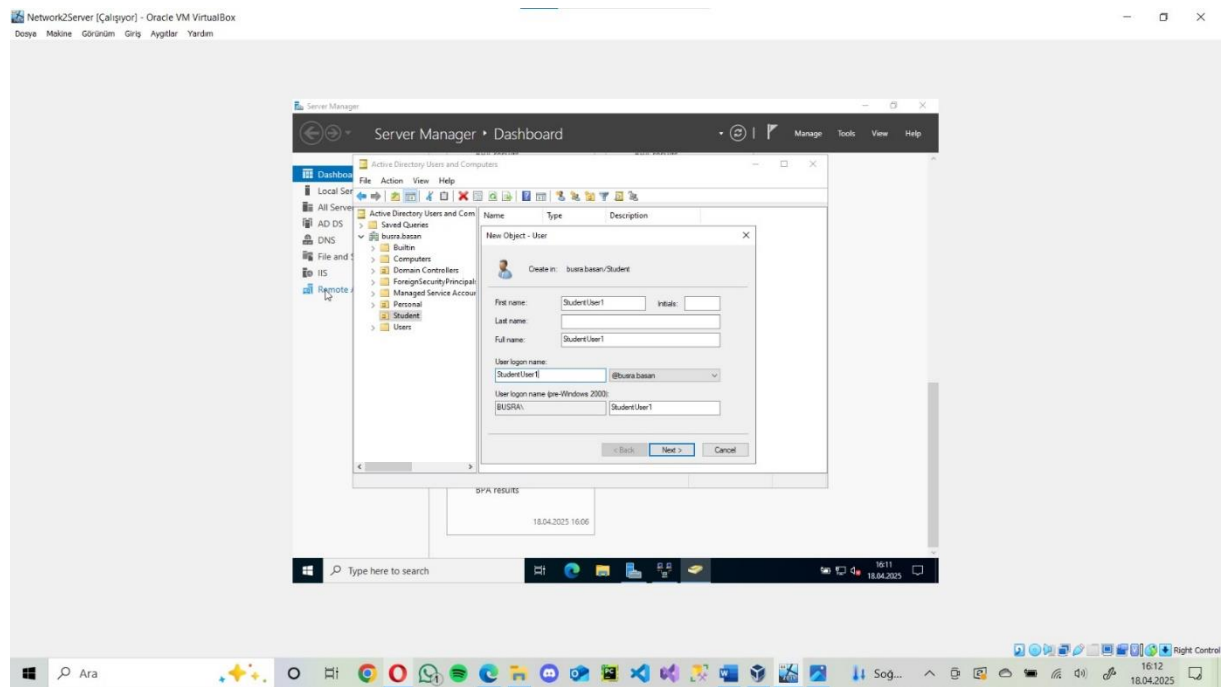 Network2Server [Çalışıyor] - Oracle VM VirtualBox
Dosya Makine Görünüm Giriş Aygıtlar Yardım
Server Manager
Server Manager • Dashboard
Manage Tools View Help
Dashboa
Local Ser
All Serve
AD DS
DNS
File and S
IIS
Remote A
Active Directory Users and Computers
File Action View Help
Active Directory Users and Com
Saved Queries
busra.basan
Builtin
Computers
Domain Controllers
ForeignSecurityPrincipals
Managed Service Accour
Personal
Student
Users
Name Type Description
New Object - User
Create in: busra.basan/Student
First name: StudentUser1 Initials:
Last name:
Full name: StudentUser1
User logon name:
StudentUser1 @busra.basan
User logon name (pre-Windows 2000):
BUSRA\ StudentUser1
< Back Next > Cancel
BPA results
18.04.2025 16:06
Type here to search
16:11
18.04.2025
Right Control
Ara
Soğ...
16:12
18.04.2025